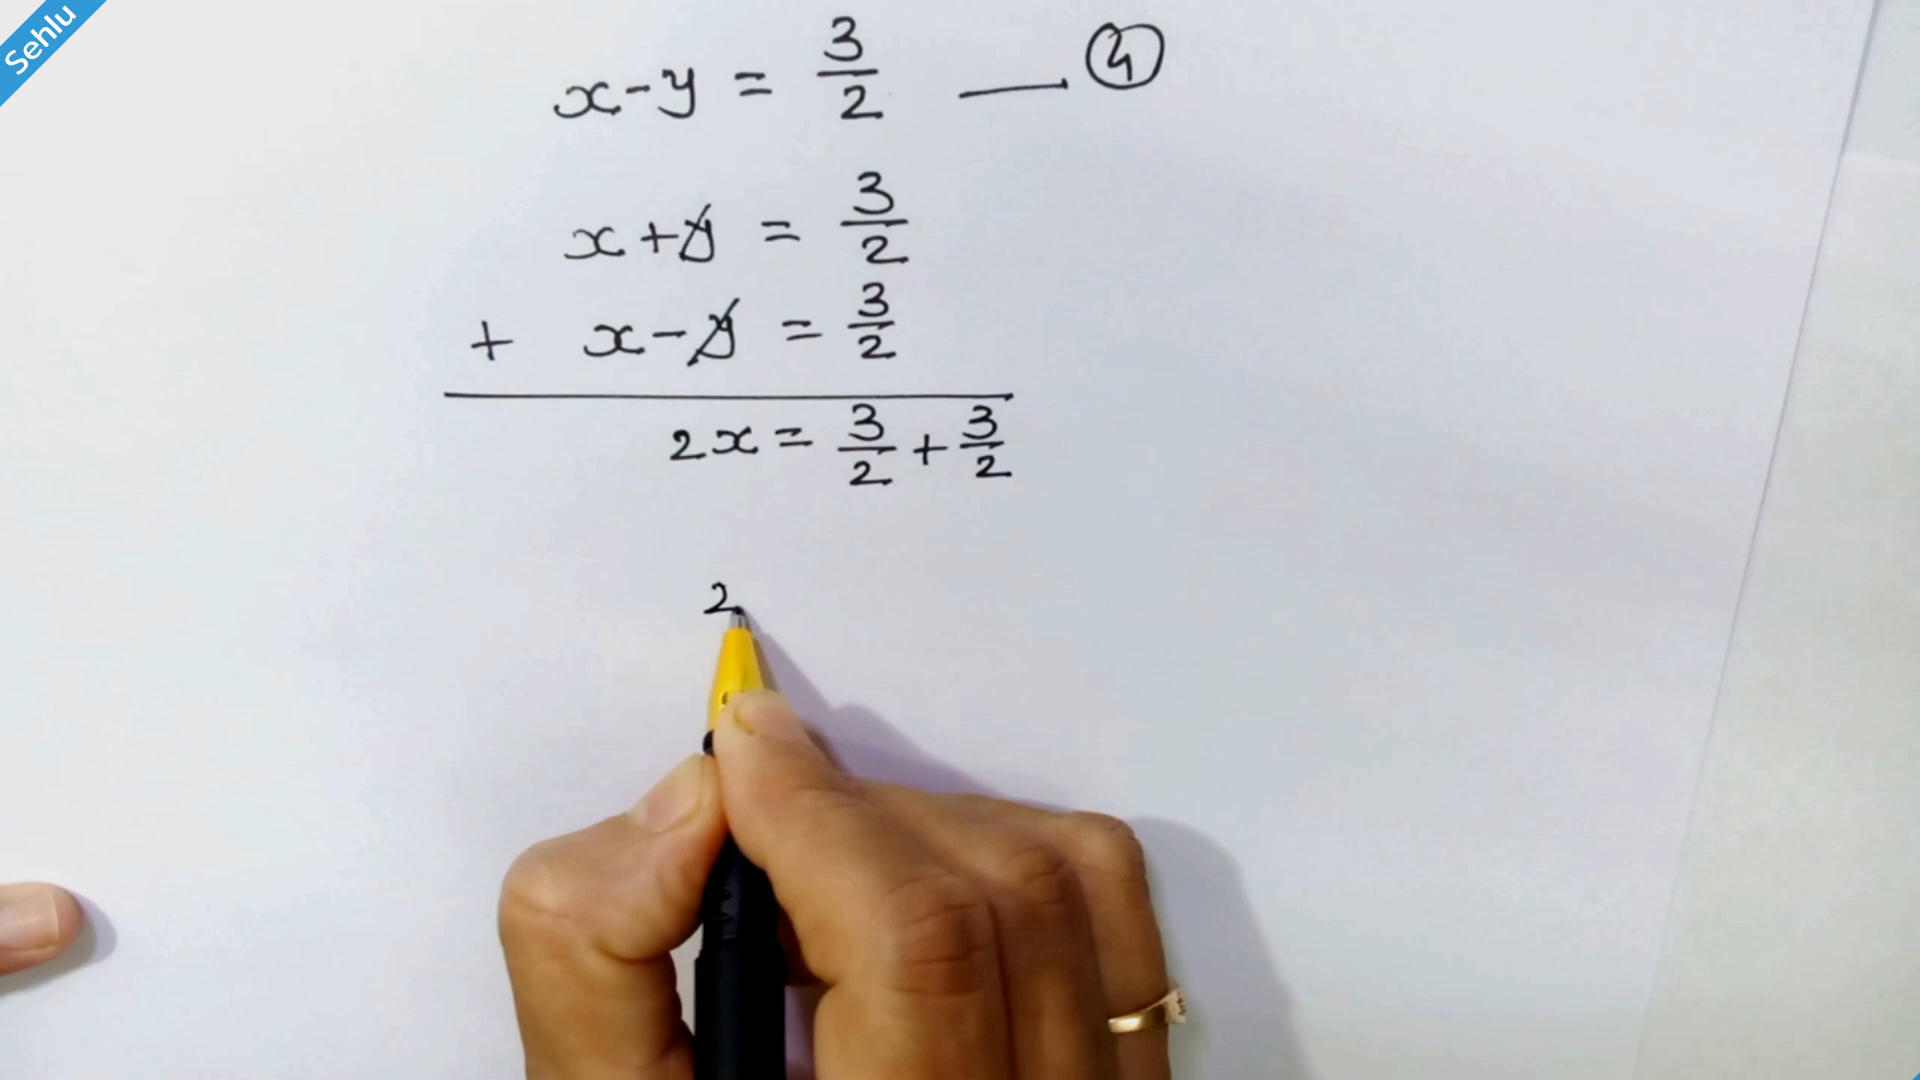 Sehlu
x - y = 3/2 — ④
x + y = 3/2
+ x - y = 3/2
2x = 3/2 + 3/2
2